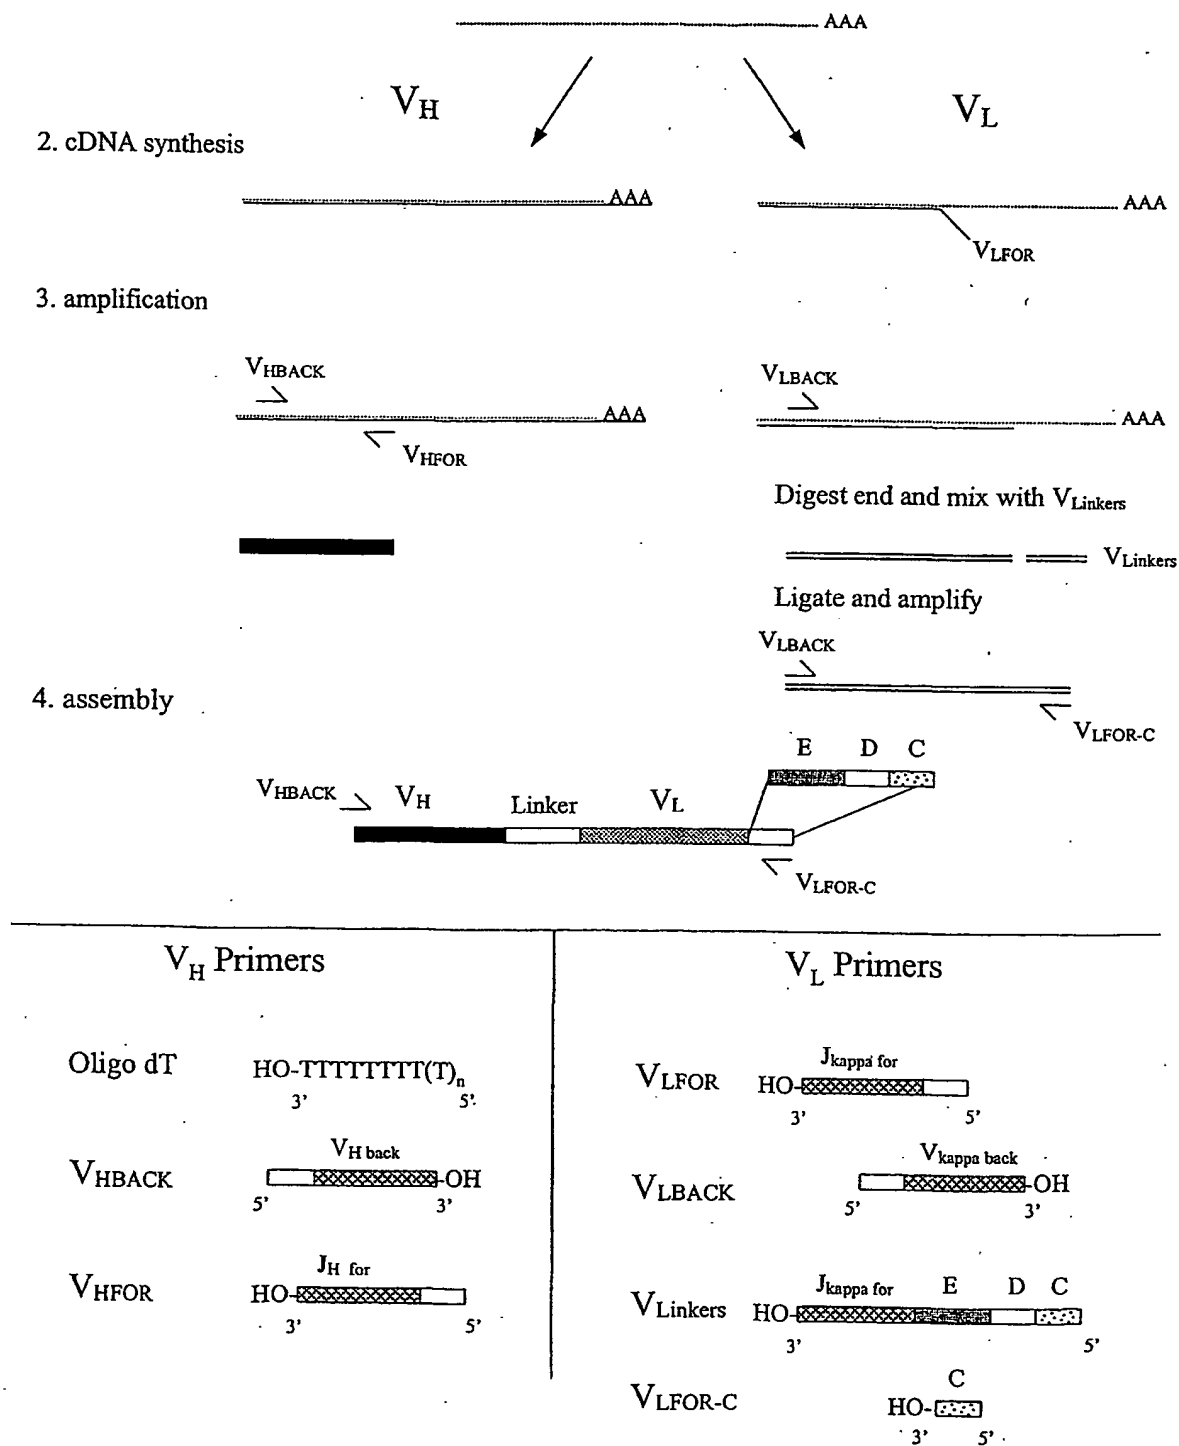 AAA
VH VL
2. cDNA synthesis
AAA AAA
VLFOR
3. amplification
VHBACK VLBACK
AAA AAA
VHFOR
Digest end and mix with VLinkers
VLinkers
Ligate and amplify
VLBACK
4. assembly
VLFOR-C
E D C
VHBACK VH Linker VL
VLFOR-C
VH Primers VL Primers
Oligo dT HO-TTTTTTTTT(T)n
3' 5'
Jkappa for
VLFOR HO-
3' 5'
VH back
VHBACK -OH
5' 3'
Vkappa back
VLBACK -OH
5' 3'
JH for
VHFOR HO-
3' 5'
Jkappa for E D C
VLinkers HO-
3' 5'
C
VLFOR-C HO-
3' 5'